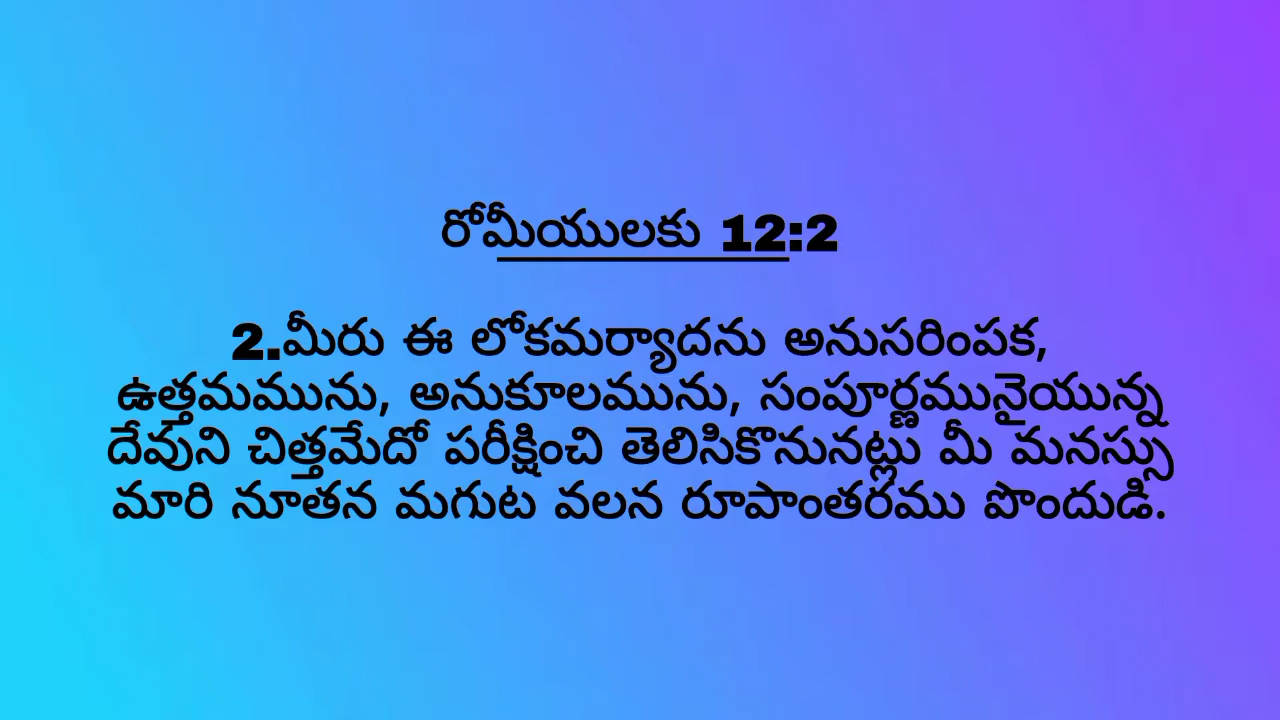 రోమీయులకు 12:2
2.మీరు ఈ లోకమర్యాదను అనుసరింపక,
ఉత్తమమును, అనుకూలమును, సంపూర్ణమునైయున్న
దేవుని చిత్తమేదో పరీక్షించి తెలిసికొనునట్లు మీ మనస్సు
మారి నూతన మగుట వలన రూపాంతరము పొందుడి.